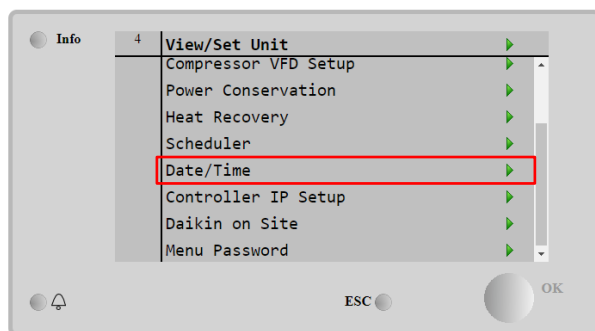 Info
4 View/Set Unit
Compressor VFD Setup
Power Conservation
Heat Recovery
Scheduler
Date/Time
Controller IP Setup
Daikin on Site
Menu Password
ESC
OK